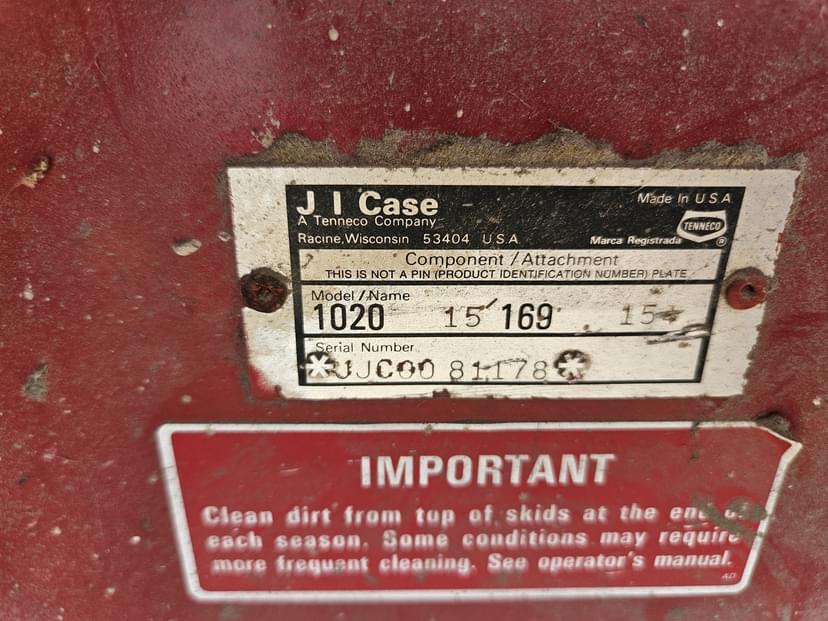 J I Case
A Tenneco Company
Racine, Wisconsin 53404 U.S.A.
Made In U S A
TENNECO
Marca Registrada ®
Component / Attachment
THIS IS NOT A PIN (PRODUCT IDENTIFICATION NUMBER) PLATE
Model / Name
1020 15' 169 15
Serial Number
*JJC00 81178*
IMPORTANT
Clean dirt from top of skids at the end of
each season. Some conditions may require
more frequent cleaning. See operator's manual.